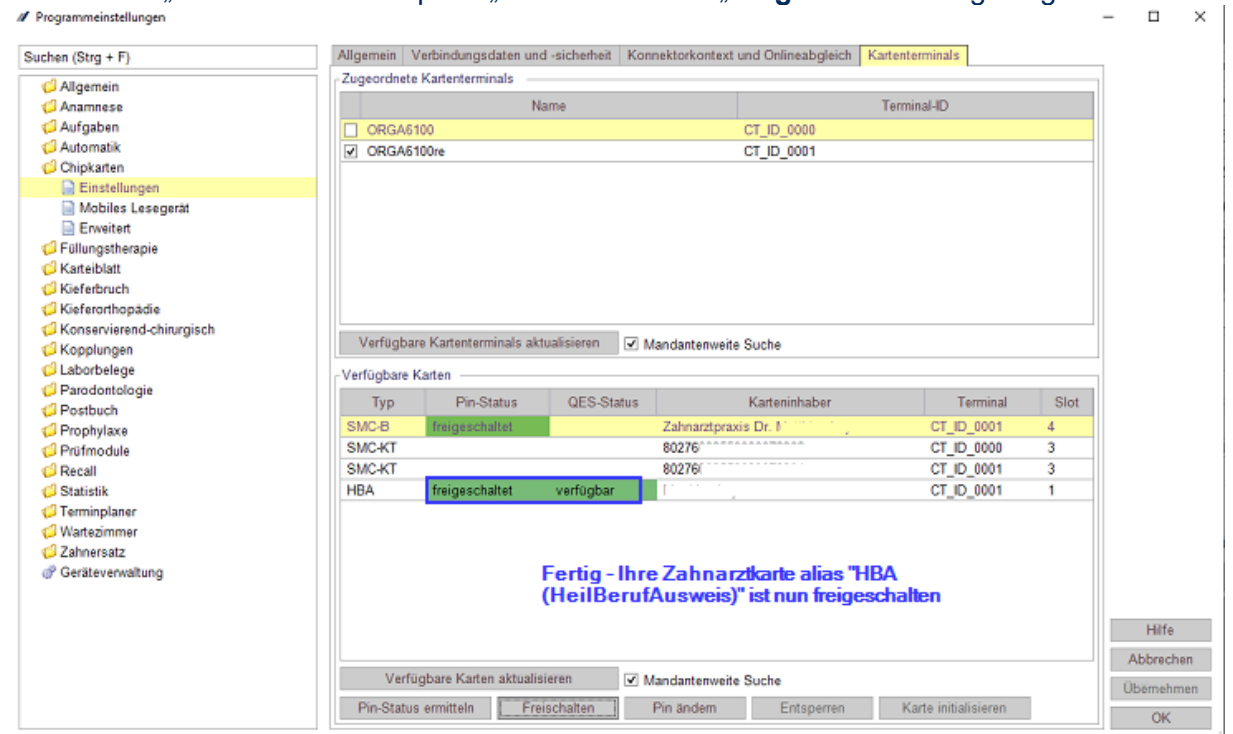 Programmeinstellungen
Suchen (Strg + F)
Allgemein
Anamnese
Aufgaben
Automatik
Chipkarten
Einstellungen
Mobiles Lesegerät
Erweitert
Füllungstherapie
Karteiblatt
Kieferbruch
Kieferorthopädie
Konservierend-chirurgisch
Kopplungen
Laborbelege
Parodontologie
Postbuch
Prophylaxe
Prüfmodule
Recall
Statistik
Terminplaner
Wartezimmer
Zahnersatz
Geräteverwaltung
Allgemein Verbindungsdaten und -sicherheit Konnektorkontext und Onlineabgleich Kartenterminals
Zugeordnete Kartenterminals
Name Terminal-ID
ORGA6100 CT_ID_0000
ORGA6100re CT_ID_0001
Verfügbare Kartenterminals aktualisieren Mandantenweite Suche
Verfügbare Karten
Typ Pin-Status QES-Status Karteninhaber Terminal Slot
SMC-B freigeschaltet Zahnarztpraxis Dr. CT_ID_0001 4
SMC-KT 80276 CT_ID_0000 3
SMC-KT 80276 CT_ID_0001 3
HBA freigeschaltet verfügbar CT_ID_0001 1
Fertig - Ihre Zahnarztkarte alias "HBA
(HeilBerufAusweis)" ist nun freigeschalten
Verfügbare Karten aktualisieren Mandantenweite Suche
Pin-Status ermitteln Freischalten Pin ändern Entsperren Karte initialisieren
Hilfe
Abbrechen
Übernehmen
OK